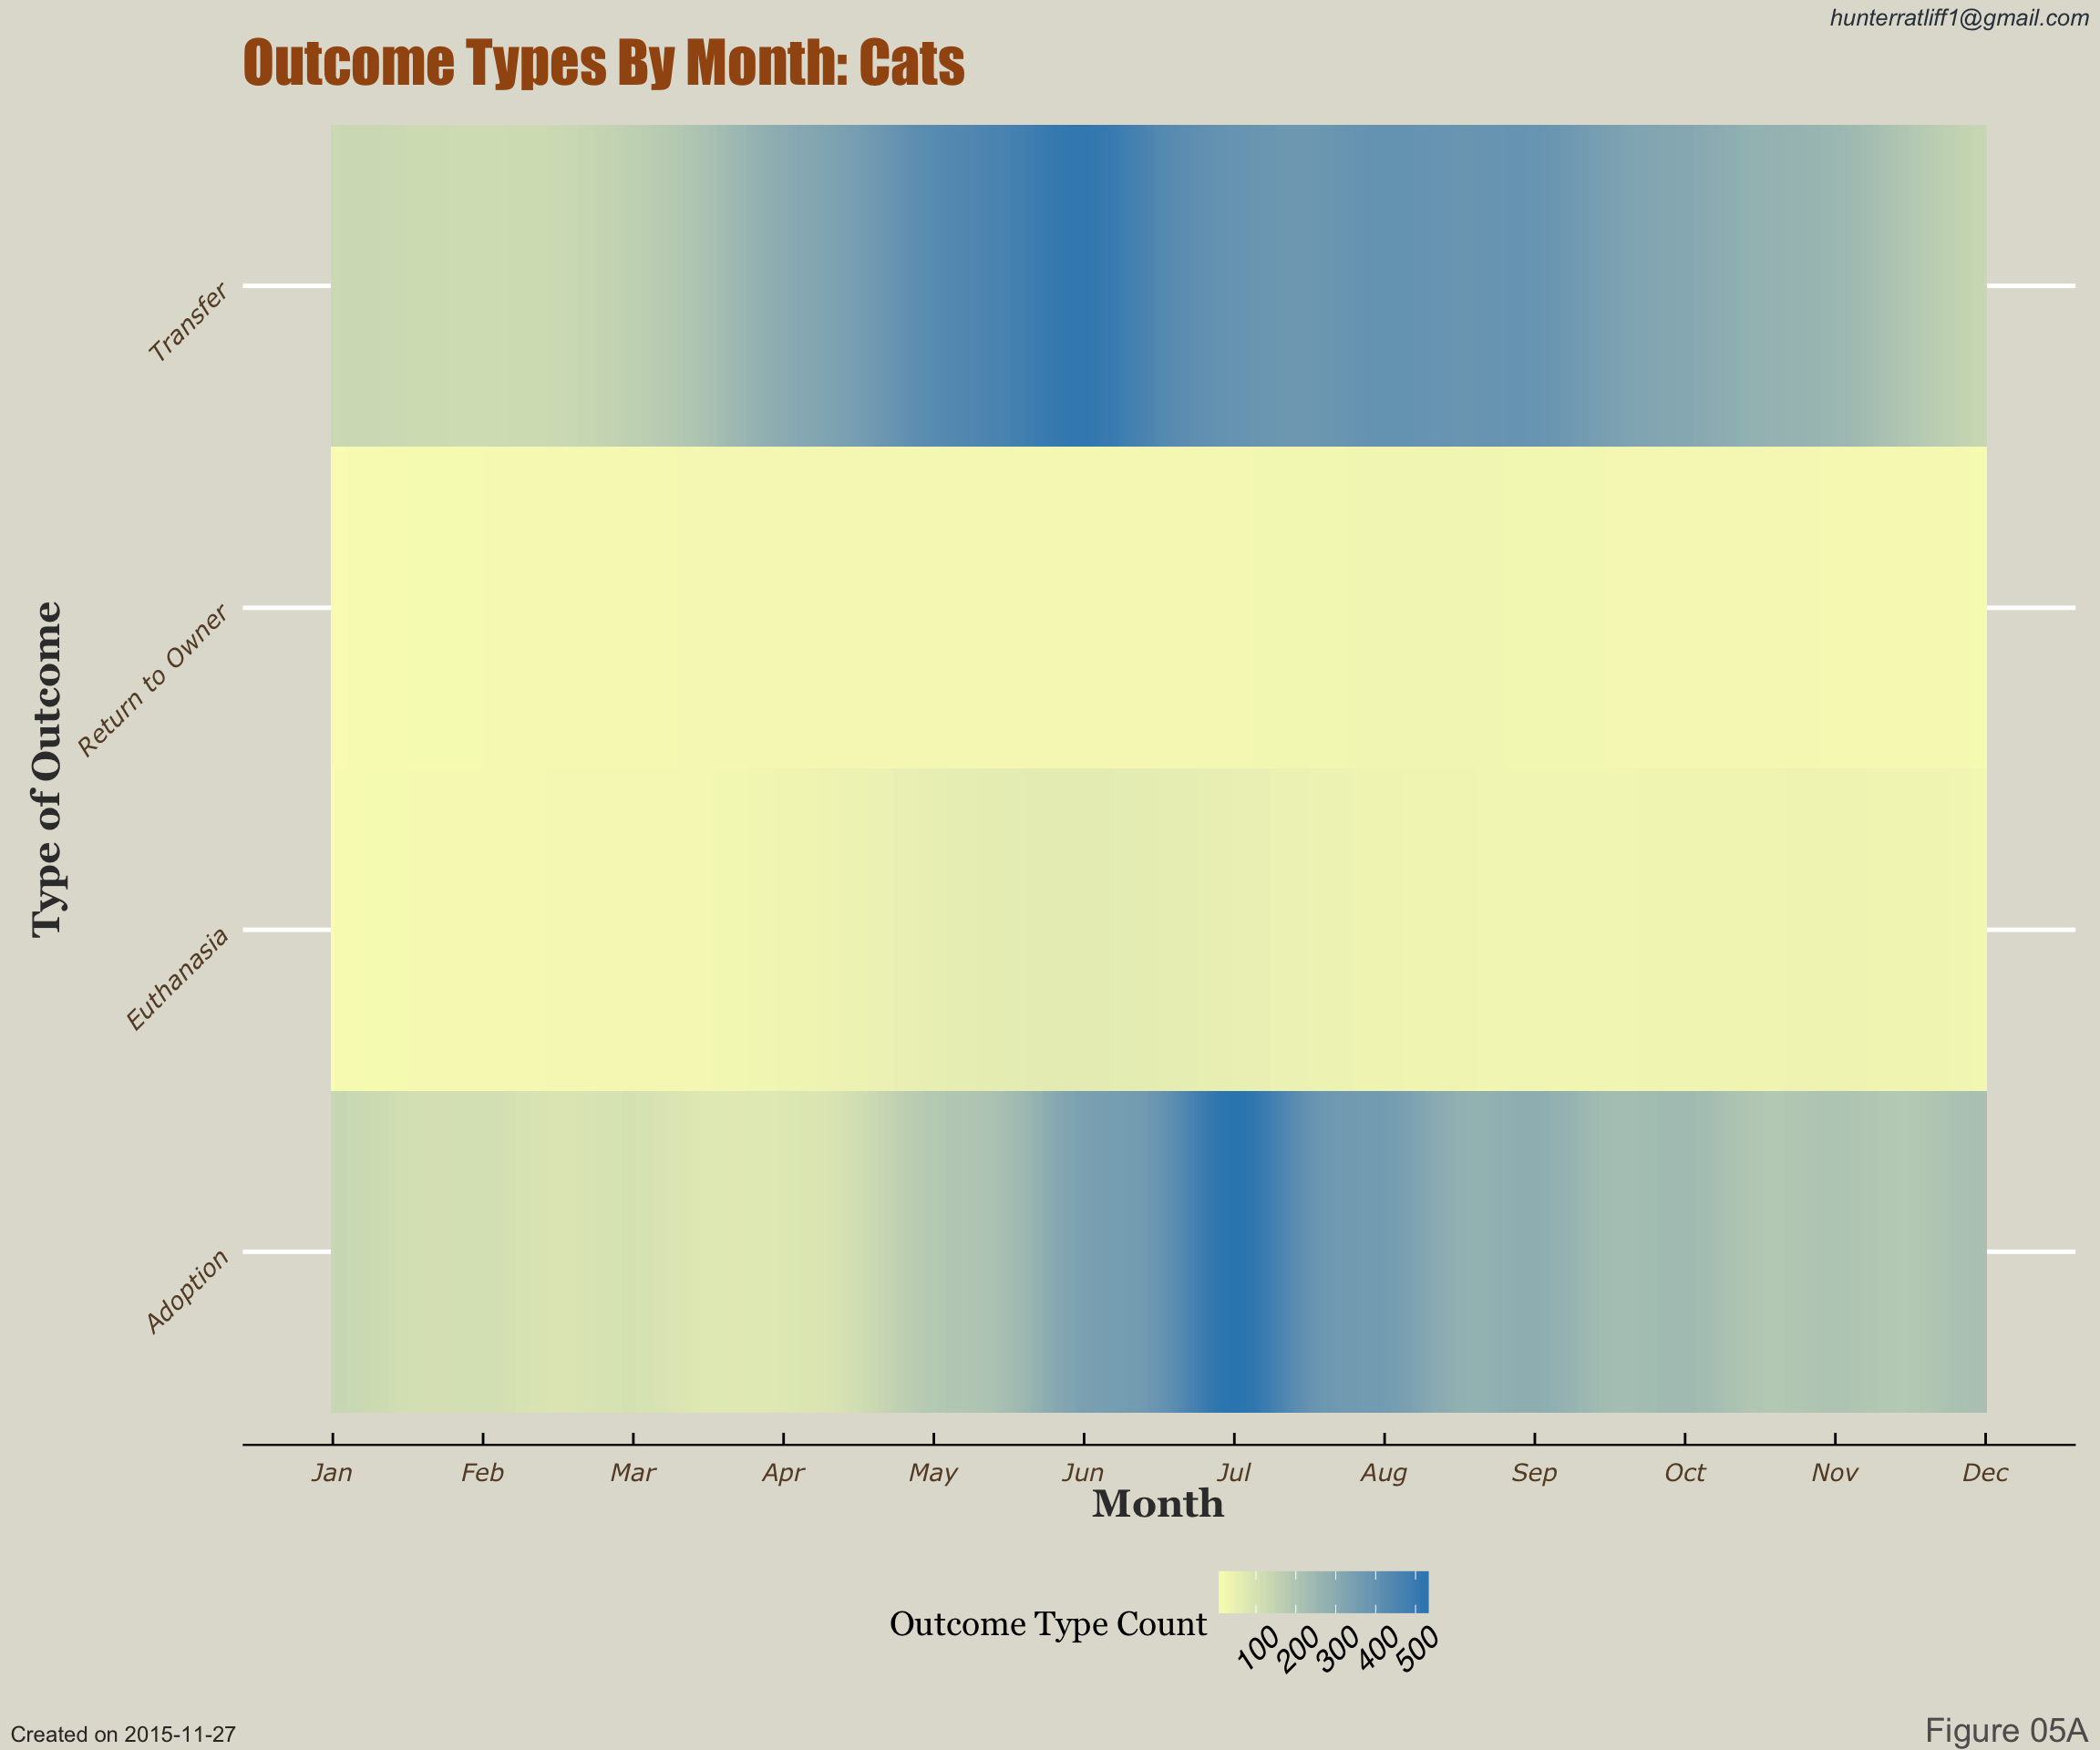 hunterratliff1@gmail.com
Outcome Types By Month: Cats
Type of Outcome
Transfer
Return to Owner
Euthanasia
Adoption
Jan Feb Mar Apr May Jun Jul Aug Sep Oct Nov Dec
Month
Outcome Type Count
100 200 300 400 500
Created on 2015-11-27
Figure 05A